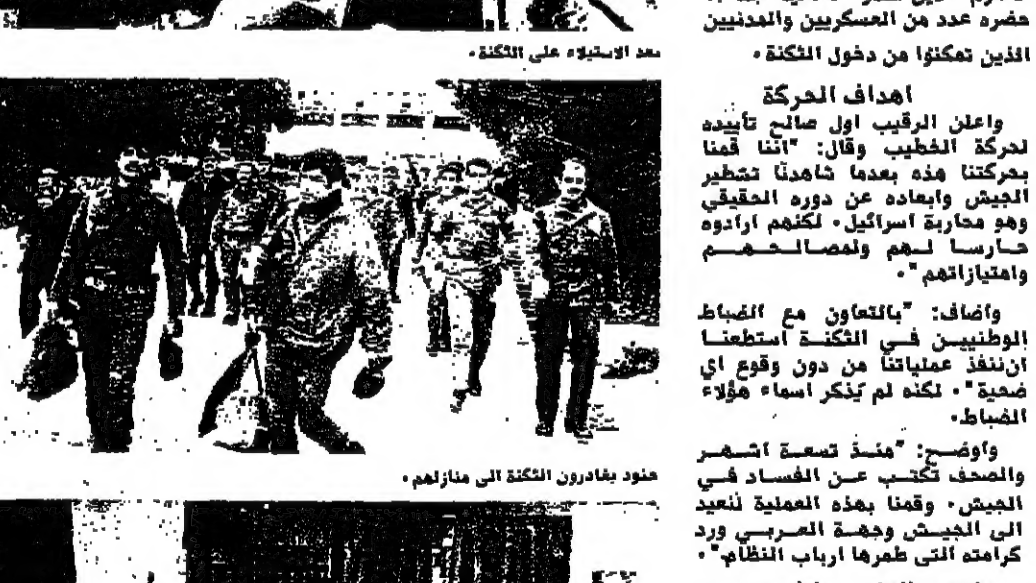 بعد الاستيلاء على الثكنة.
جنود يغادرون الثكنة الى منازلهم.
حضره عدد من العسكريين والمدنيين
الذين تمكنوا من دخول الثكنة.
اهداف الحركة
واعلن الرقيب اول صالح تأييده
لحركة الخطيب وقال: "اننا قمنا
بحركتنا هذه بعدما شاهدنا تشطير
الجيش وابعاده عن دوره الحقيقي
وهو محاربة اسرائيل. لكنهم ارادوه
حارسا لهم ولمصالحهم
وامتيازاتهم".
واضاف: "بالتعاون مع الضباط
الوطنيين في الثكنة استطعنا
ان ننفذ عملياتنا من دون وقوع اي
ضحية". لكنه لم يذكر اسماء هؤلاء
الضباط.
واوضح: "منذ تسعة اشهر
والصحف تكتب عن الفساد في
الجيش. وقمنا بهذه العملية لنعيد
الى الجيش وجهة العربي ورد
كرامته التي طمرها ارباب النظام".